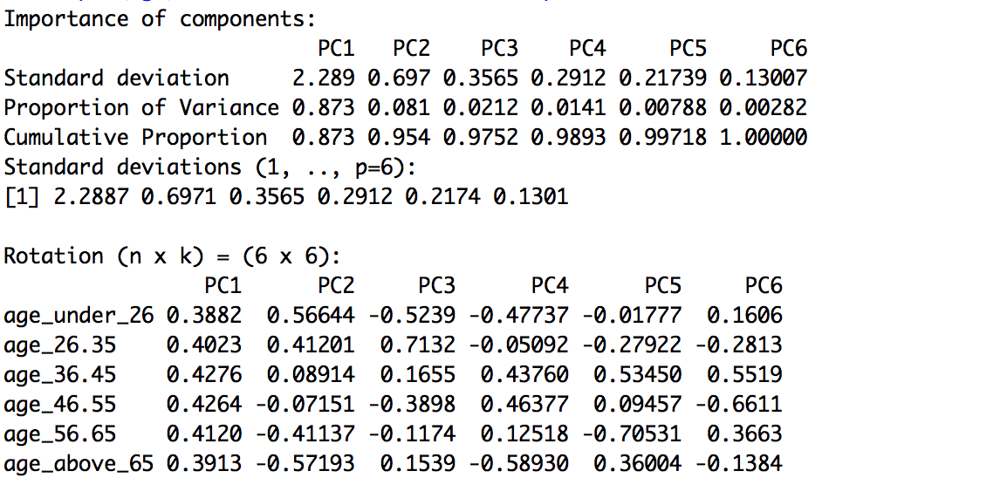 Importance of components:
                          PC1   PC2    PC3    PC4     PC5     PC6
Standard deviation     2.289 0.697 0.3565 0.2912 0.21739 0.13007
Proportion of Variance 0.873 0.081 0.0212 0.0141 0.00788 0.00282
Cumulative Proportion  0.873 0.954 0.9752 0.9893 0.99718 1.00000
Standard deviations (1, .., p=6):
[1] 2.2887 0.6971 0.3565 0.2912 0.2174 0.1301

Rotation (n x k) = (6 x 6):
                PC1      PC2     PC3      PC4      PC5     PC6
age_under_26 0.3882  0.56644 -0.5239 -0.47737 -0.01777  0.1606
age_26.35    0.4023  0.41201  0.7132 -0.05092 -0.27922 -0.2813
age_36.45    0.4276  0.08914  0.1655  0.43760  0.53450  0.5519
age_46.55    0.4264 -0.07151 -0.3898  0.46377  0.09457 -0.6611
age_56.65    0.4120 -0.41137 -0.1174  0.12518 -0.70531  0.3663
age_above_65 0.3913 -0.57193  0.1539 -0.58930  0.36004 -0.1384